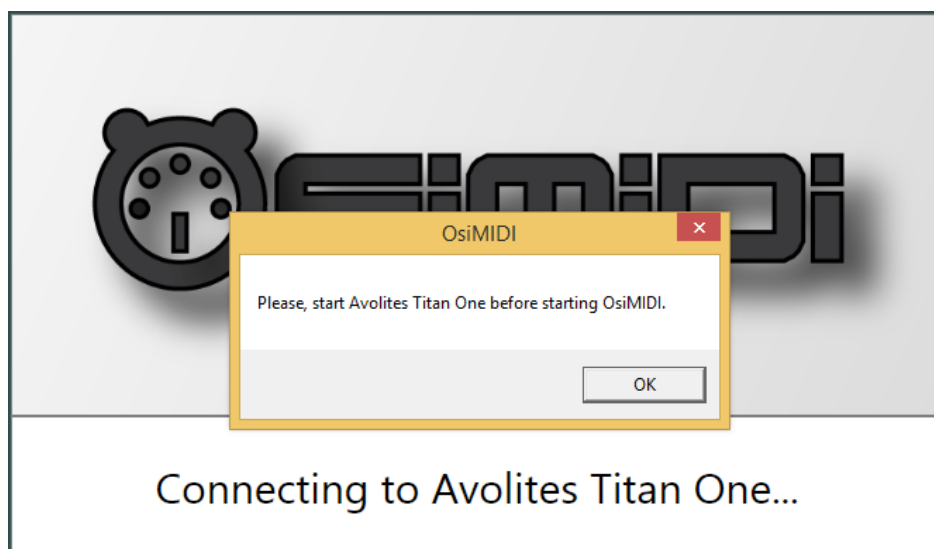 OsiMIDI
OsiMIDI
Please, start Avolites Titan One before starting OsiMIDI.
OK
Connecting to Avolites Titan One...